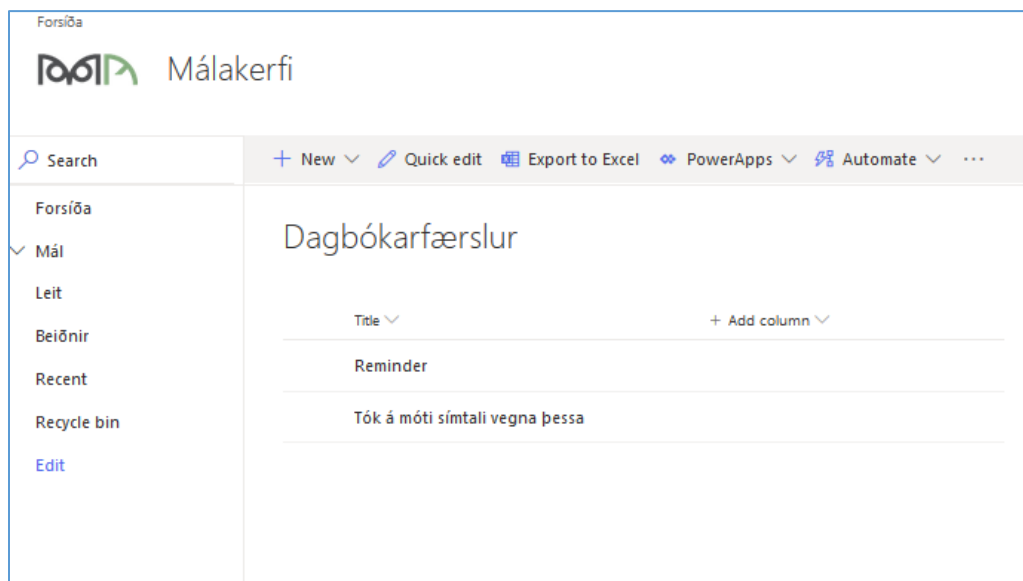 Forsíða
Málakerfi
Search
New
Quick edit
Export to Excel
PowerApps
Automate
Forsíða
Mál
Leit
Beiðnir
Recent
Recycle bin
Edit
Dagbókarfærslur
Title
+ Add column
Reminder
Tók á móti símtali vegna þessa